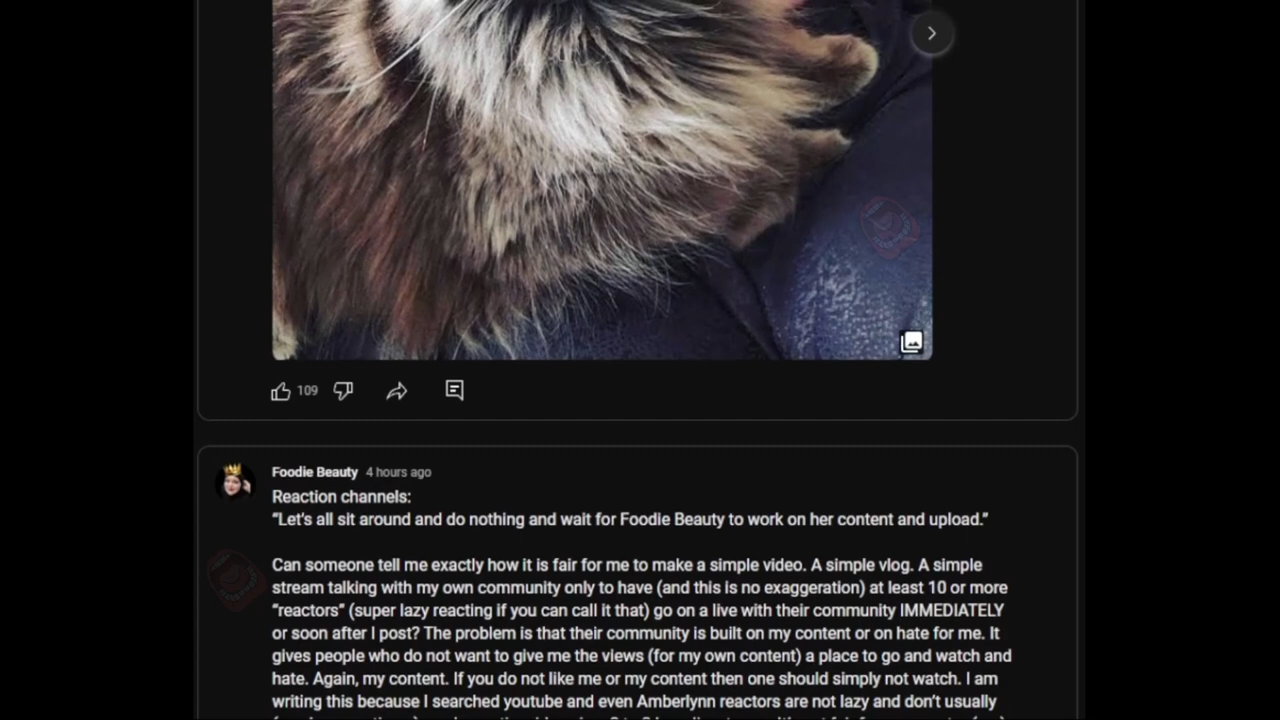 109
Foodie Beauty 4 hours ago
Reaction channels:
“Let's all sit around and do nothing and wait for Foodie Beauty to work on her content and upload.”
Can someone tell me exactly how it is fair for me to make a simple video. A simple vlog. A simple
stream talking with my own community only to have (and this is no exaggeration) at least 10 or more
“reactors” (super lazy reacting if you can call it that) go on a live with their community IMMEDIATELY
or soon after I post? The problem is that their community is built on my content or on hate for me. It
gives people who do not want to give me the views (for my own content) a place to go and watch and
hate. Again, my content. If you do not like me or my content then one should simply not watch. I am
writing this because I searched youtube and even Amberlynn reactors are not lazy and don’t usually